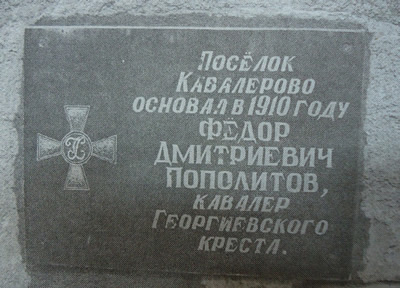 Посёлок
Кавалерово
основал в 1910 году
Фёдор
Дмитриевич
Пополитов,
кавалер
Георгиевского
креста.